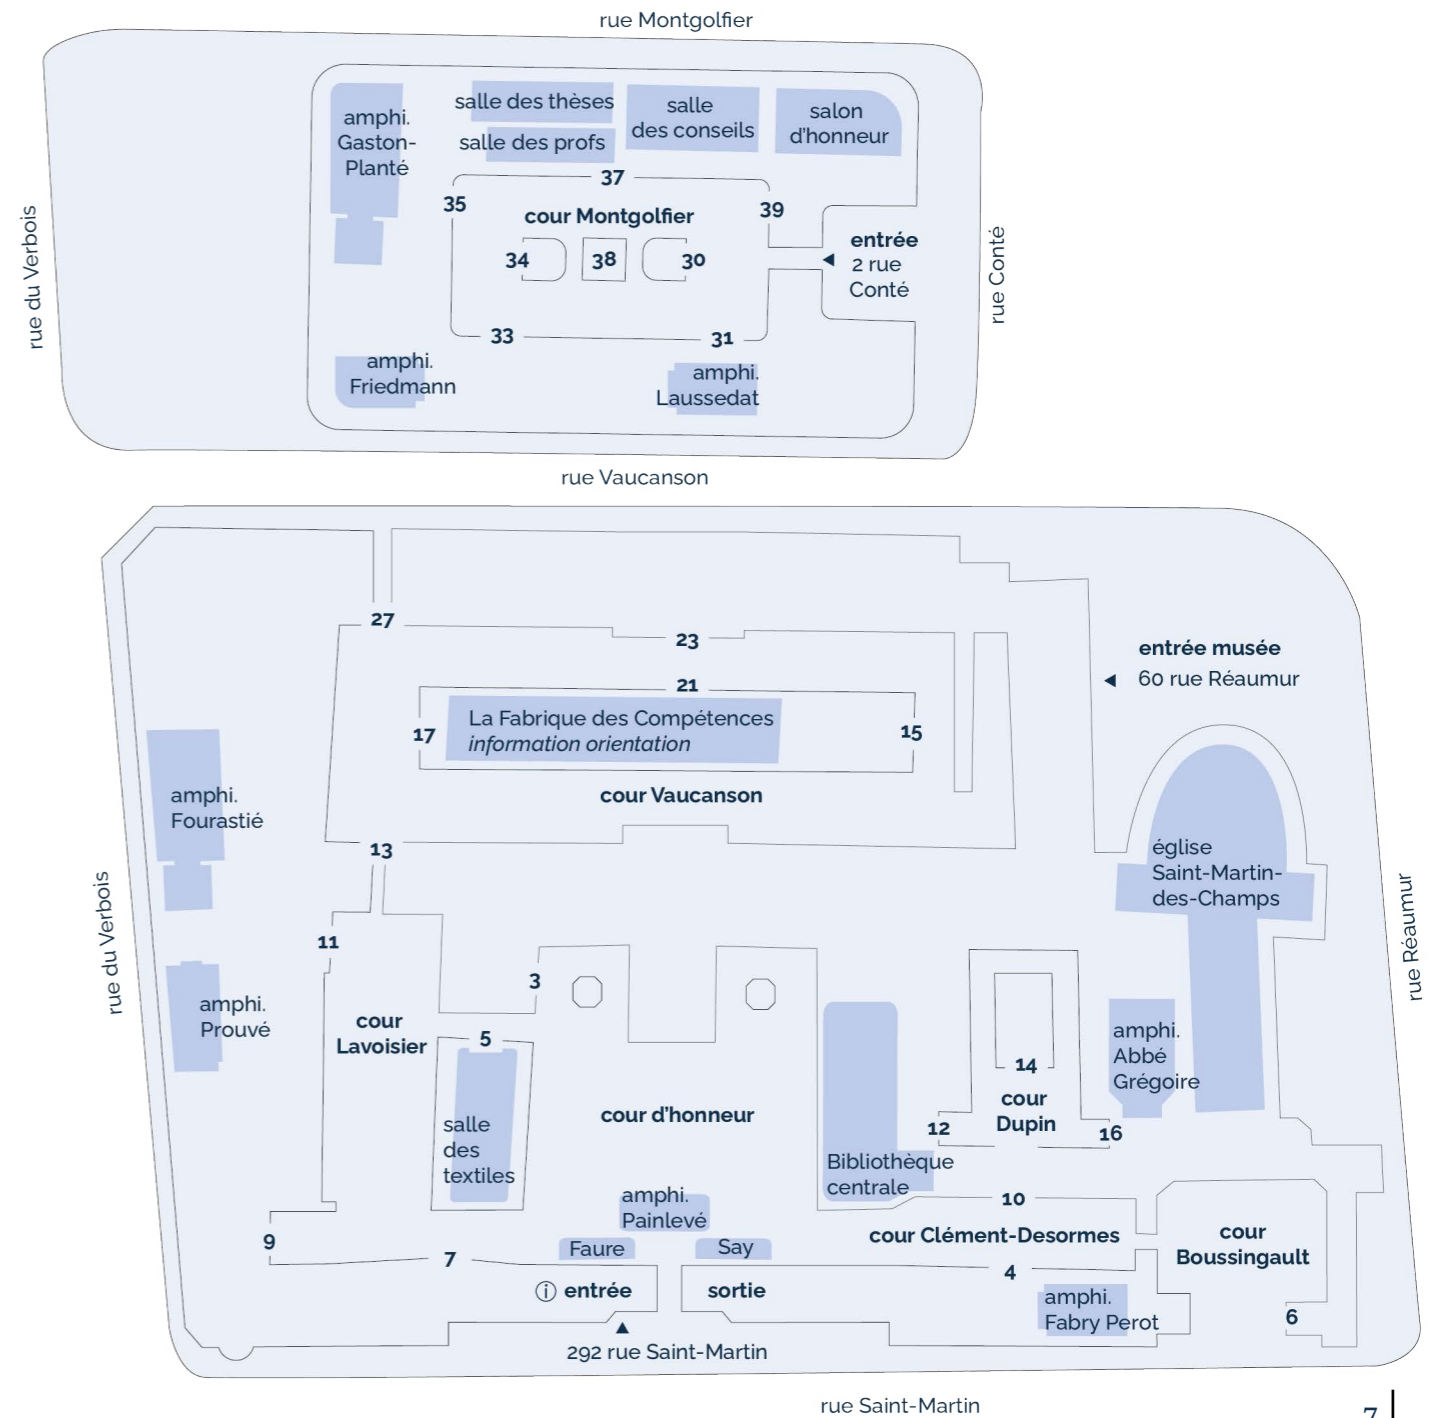 rue Montgolfier
amphi.
Gaston-
Planté
salle des thèses
salle des profs
salle
des conseils
salon
d'honneur
37
35
39
cour Montgolfier
34
38
30
entrée
2 rue
Conté
33
31
amphi.
Friedmann
amphi.
Laussedat
rue du Verbois
rue Conté
rue Vaucanson
27
23
21
17
La Fabrique des Compétences
information orientation
15
cour Vaucanson
entrée musée
60 rue Réaumur
amphi.
Fourastié
13
église
Saint-Martin-
des-Champs
rue du Verbois
rue Réaumur
11
3
amphi.
Prouvé
cour
Lavoisier
5
salle
des
textiles
cour d'honneur
14
cour
Dupin
12
16
amphi.
Abbé
Grégoire
Bibliothèque
centrale
amphi.
Painlevé
Faure
Say
10
cour Clément-Desormes
cour
Boussingault
9
7
4
i entrée
sortie
amphi.
Fabry Perot
6
292 rue Saint-Martin
rue Saint-Martin
7